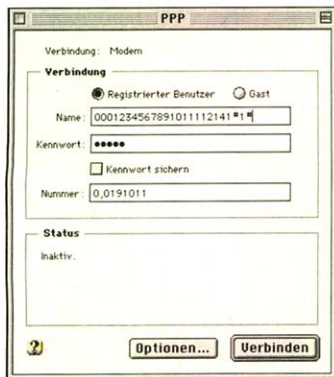 PPP
Verbindung: Modem
Verbindung
Registrierter Benutzer Gast
Name: 0001234567891011112141#1#
Kennwort: •••••
Kennwort sichern
Nummer: 0,0191011
Status
Inaktiv.
? Optionen... Verbinden